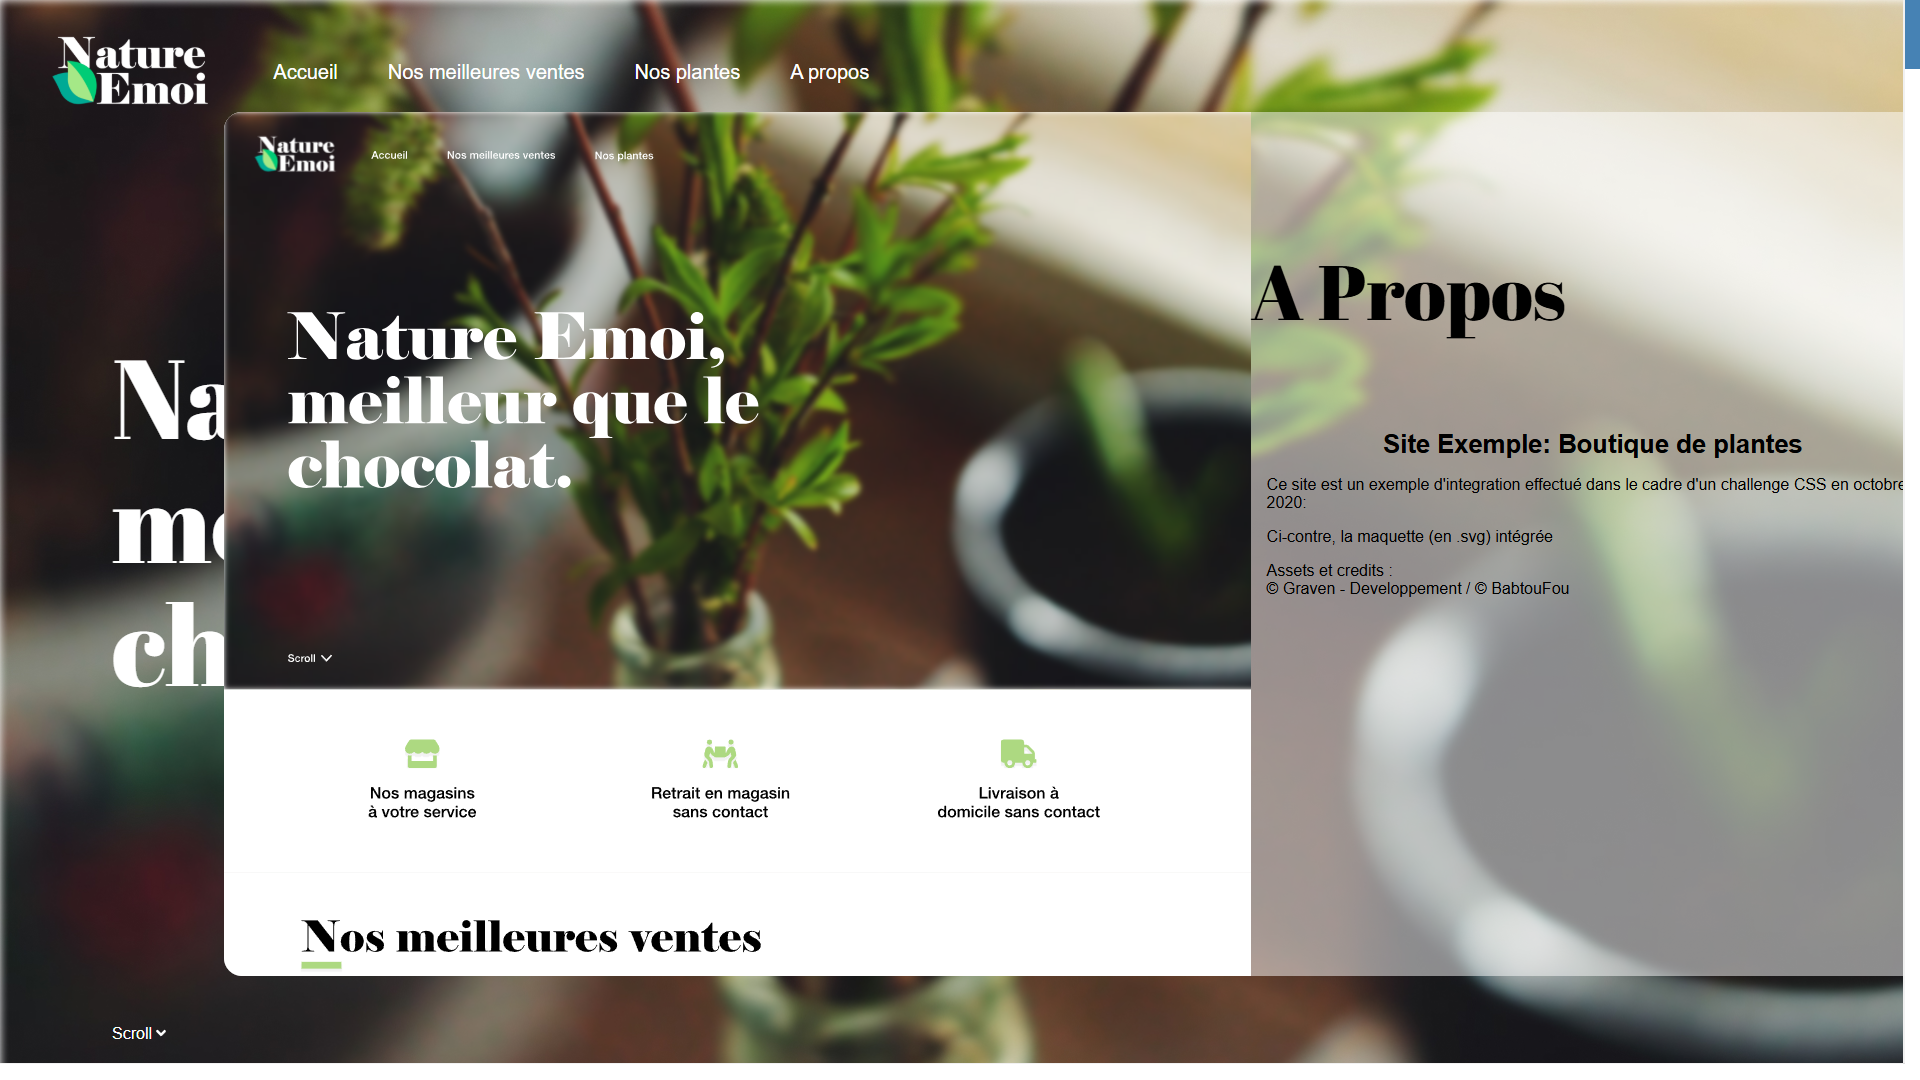 Nature
Emoi
Accueil
Nos meilleures ventes
Nos plantes
A propos
Nature
Emoi
Accueil
Nos meilleures ventes
Nos plantes
Na
me
ch
Nature Emoi,
meilleur que le
chocolat.
Scroll
A Propos
Site Exemple: Boutique de plantes
Ce site est un exemple d'integration effectué dans le cadre d'un challenge CSS en octobre
2020:
Ci-contre, la maquette (en .svg) intégrée
Assets et credits :
© Graven - Developpement / © BabtouFou
Nos magasins
à votre service
Retrait en magasin
sans contact
Livraison à
domicile sans contact
Nos meilleures ventes
Scroll